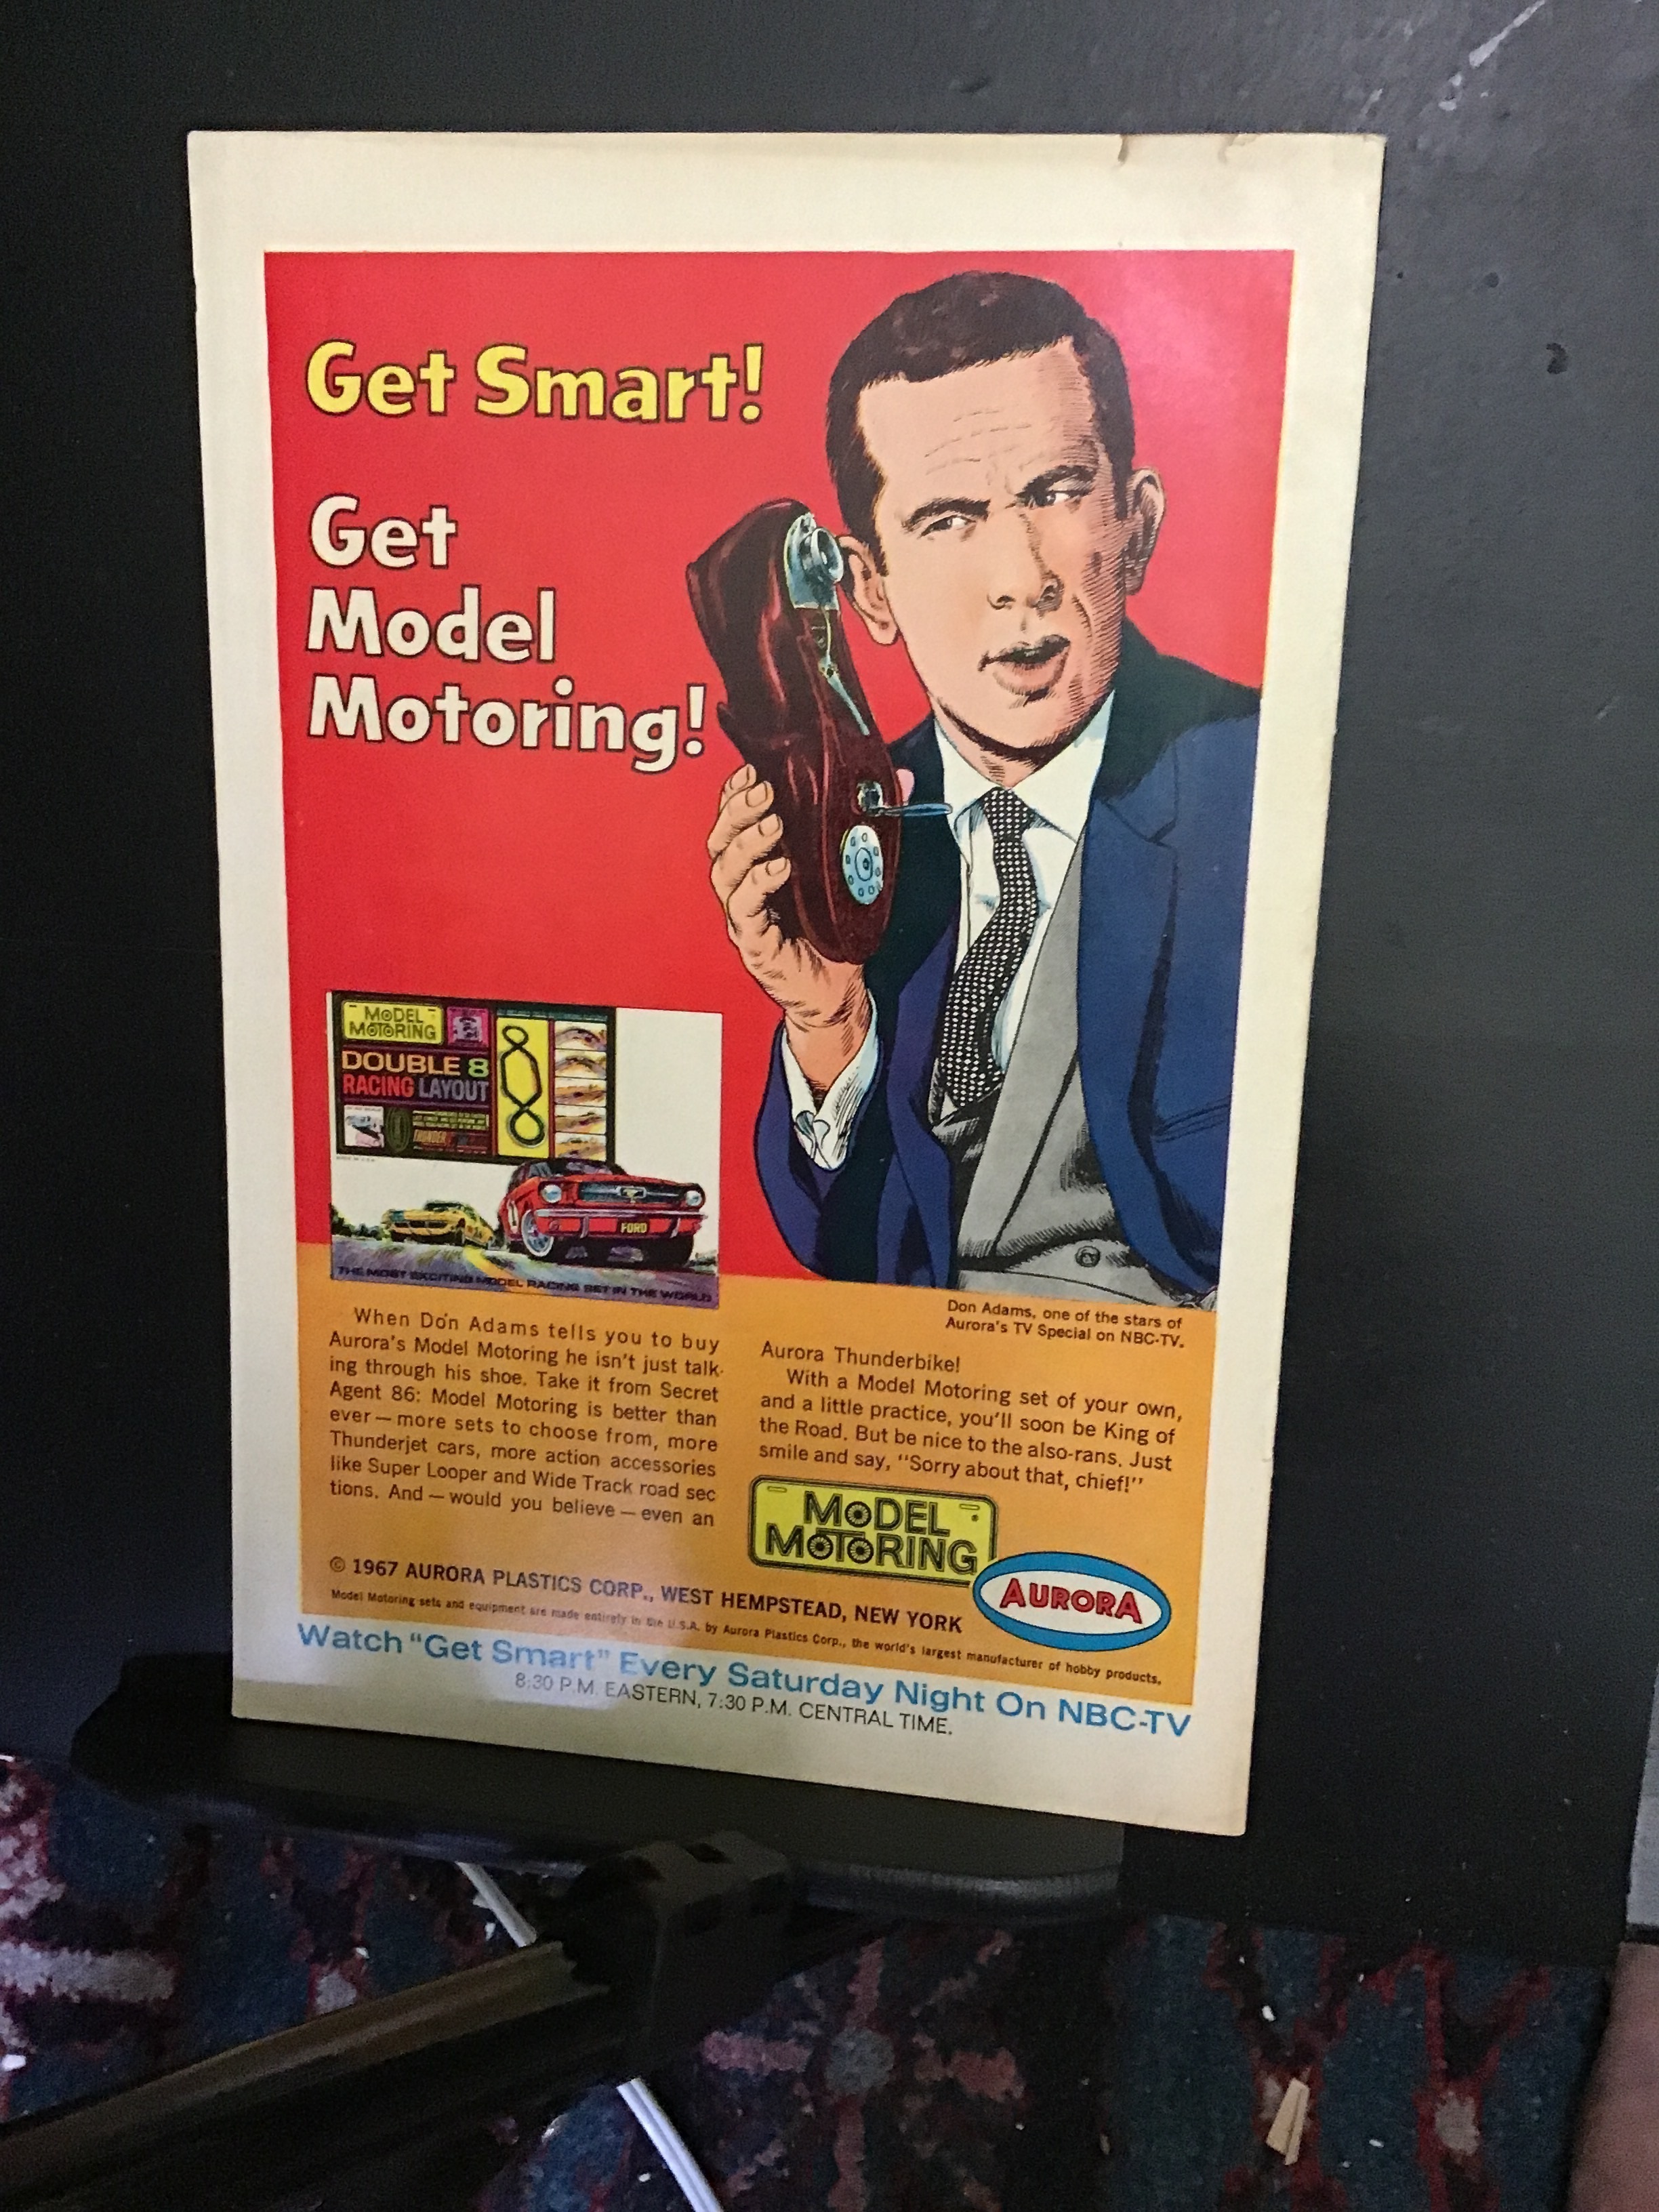 Get Smart!
Get
Model
Motoring!
MODEL
MOTORING
DOUBLE 8
RACING LAYOUT
THUNDER
FORD
THE MOST EXCITING MODEL RACING SET IN THE WORLD
Don Adams, one of the stars of
Aurora's TV Special on NBC-TV.
When Don Adams tells you to buy
Aurora's Model Motoring he isn't just talk-
ing through his shoe. Take it from Secret
Agent 86: Model Motoring is better than
ever — more sets to choose from, more
Thunderjet cars, more action accessories
like Super Looper and Wide Track road sec
tions. And — would you believe — even an
Aurora Thunderbike!
With a Model Motoring set of your own,
and a little practice, you'll soon be King of
the Road. But be nice to the also-rans. Just
smile and say, "Sorry about that, chief!"
MODEL
MOTORING
AURORA
© 1967 AURORA PLASTICS CORP., WEST HEMPSTEAD, NEW YORK
Model Motoring sets and equipment are made entirely in the U.S.A. by Aurora Plastics Corp., the world's largest manufacturer of hobby products.
Watch "Get Smart" Every Saturday Night On NBC-TV
8:30 P.M. EASTERN, 7:30 P.M. CENTRAL TIME.